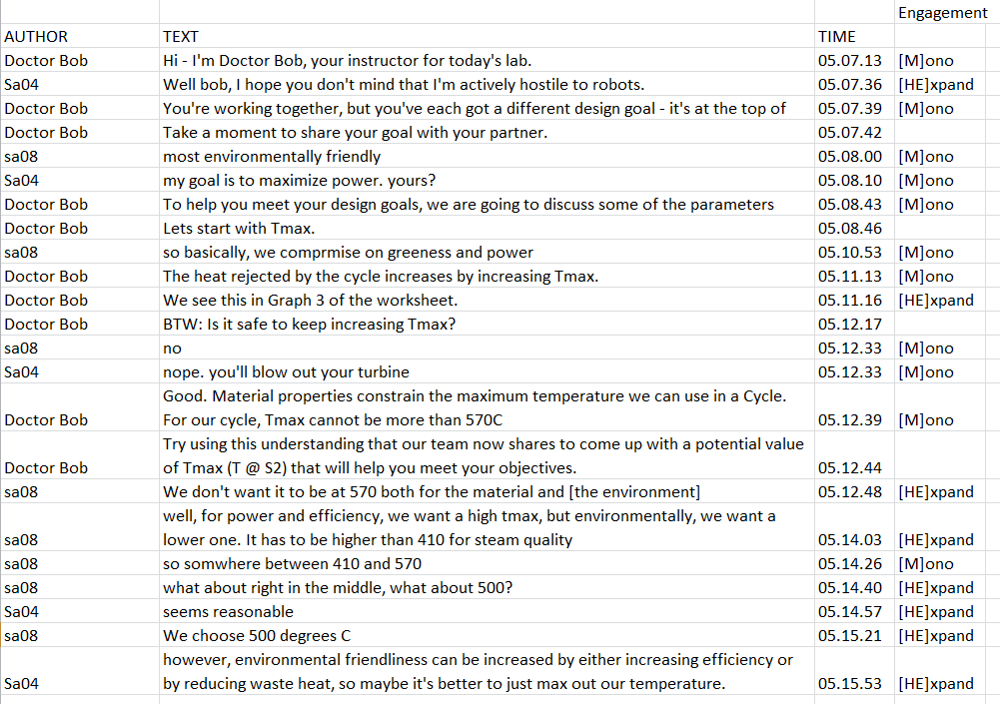 Engagement
AUTHOR TEXT TIME
Doctor Bob Hi - I'm Doctor Bob, your instructor for today's lab. 05.07.13 [M]ono
Sa04 Well bob, I hope you don't mind that I'm actively hostile to robots. 05.07.36 [HE]xpand
Doctor Bob You're working together, but you've each got a different design goal - it's at the top of 05.07.39 [M]ono
Doctor Bob Take a moment to share your goal with your partner. 05.07.42
sa08 most environmentally friendly 05.08.00 [M]ono
Sa04 my goal is to maximize power. yours? 05.08.10 [M]ono
Doctor Bob To help you meet your design goals, we are going to discuss some of the parameters 05.08.43 [M]ono
Doctor Bob Lets start with Tmax. 05.08.46
sa08 so basically, we comprmise on greeness and power 05.10.53 [M]ono
Doctor Bob The heat rejected by the cycle increases by increasing Tmax. 05.11.13 [M]ono
Doctor Bob We see this in Graph 3 of the worksheet. 05.11.16 [HE]xpand
Doctor Bob BTW: Is it safe to keep increasing Tmax? 05.12.17
sa08 no 05.12.33 [M]ono
Sa04 nope. you'll blow out your turbine 05.12.33 [M]ono
Good. Material properties constrain the maximum temperature we can use in a Cycle.
Doctor Bob For our cycle, Tmax cannot be more than 570C 05.12.39 [M]ono
Try using this understanding that our team now shares to come up with a potential value
Doctor Bob of Tmax (T @ S2) that will help you meet your objectives. 05.12.44
sa08 We don't want it to be at 570 both for the material and [the environment] 05.12.48 [HE]xpand
well, for power and efficiency, we want a high tmax, but environmentally, we want a
sa08 lower one. It has to be higher than 410 for steam quality 05.14.03 [HE]xpand
sa08 so somwhere between 410 and 570 05.14.26 [M]ono
sa08 what about right in the middle, what about 500? 05.14.40 [HE]xpand
Sa04 seems reasonable 05.14.57 [HE]xpand
sa08 We choose 500 degrees C 05.15.21 [HE]xpand
however, environmental friendliness can be increased by either increasing efficiency or
Sa04 by reducing waste heat, so maybe it's better to just max out our temperature. 05.15.53 [HE]xpand